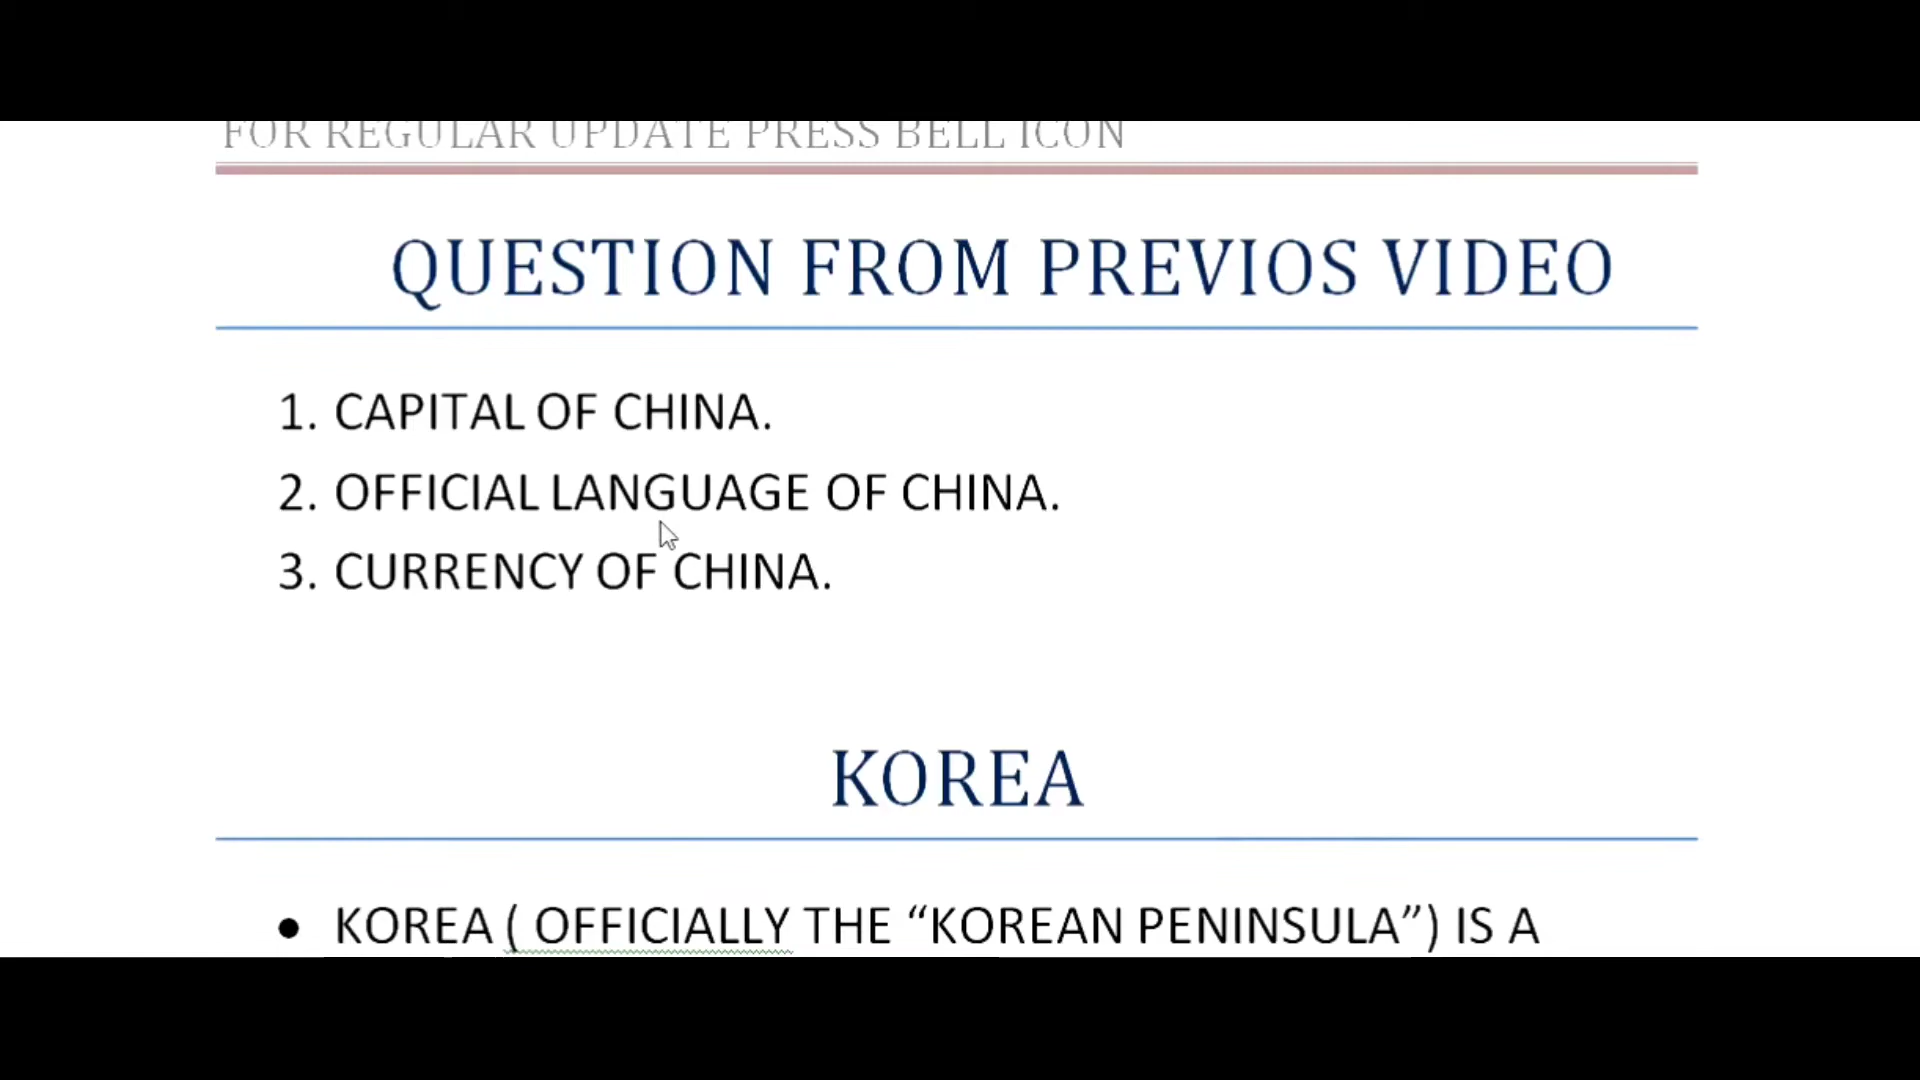 FOR REGULAR UPDATE PRESS BELL ICON
QUESTION FROM PREVIOS VIDEO
1. CAPITAL OF CHINA.
2. OFFICIAL LANGUAGE OF CHINA.
3. CURRENCY OF CHINA.
KOREA
• KOREA ( OFFICIALLY THE “KOREAN PENINSULA”) IS A